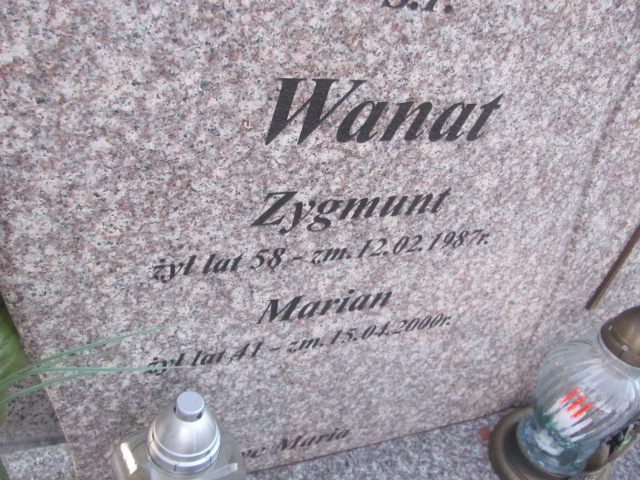 Ś.P.
Wanat
Zygmunt
żył lat 58 - zm. 12.02.1987r.
Marian
żył lat 41 - zm. 15.04.2000r.
Maria